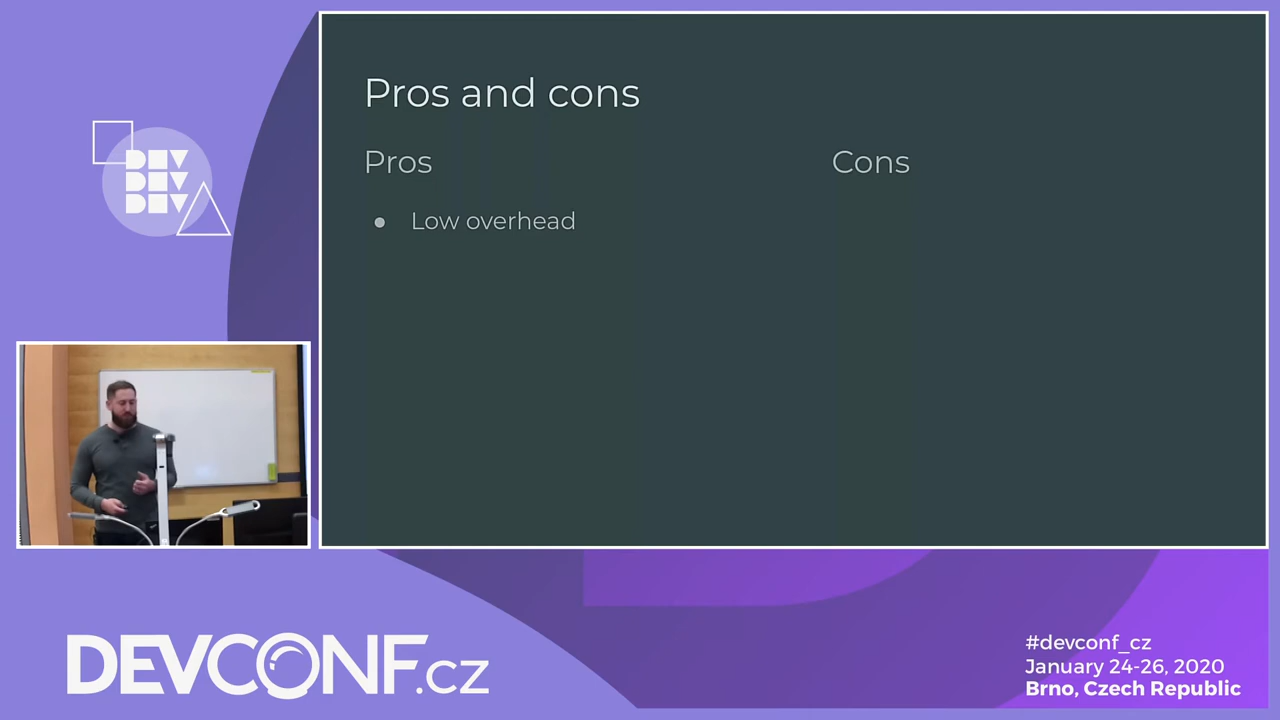 Pros and cons
Pros
Cons
● Low overhead
DEV
DEV
DEV
DEVCONF.cz
#devconf_cz
January 24-26, 2020
Brno, Czech Republic